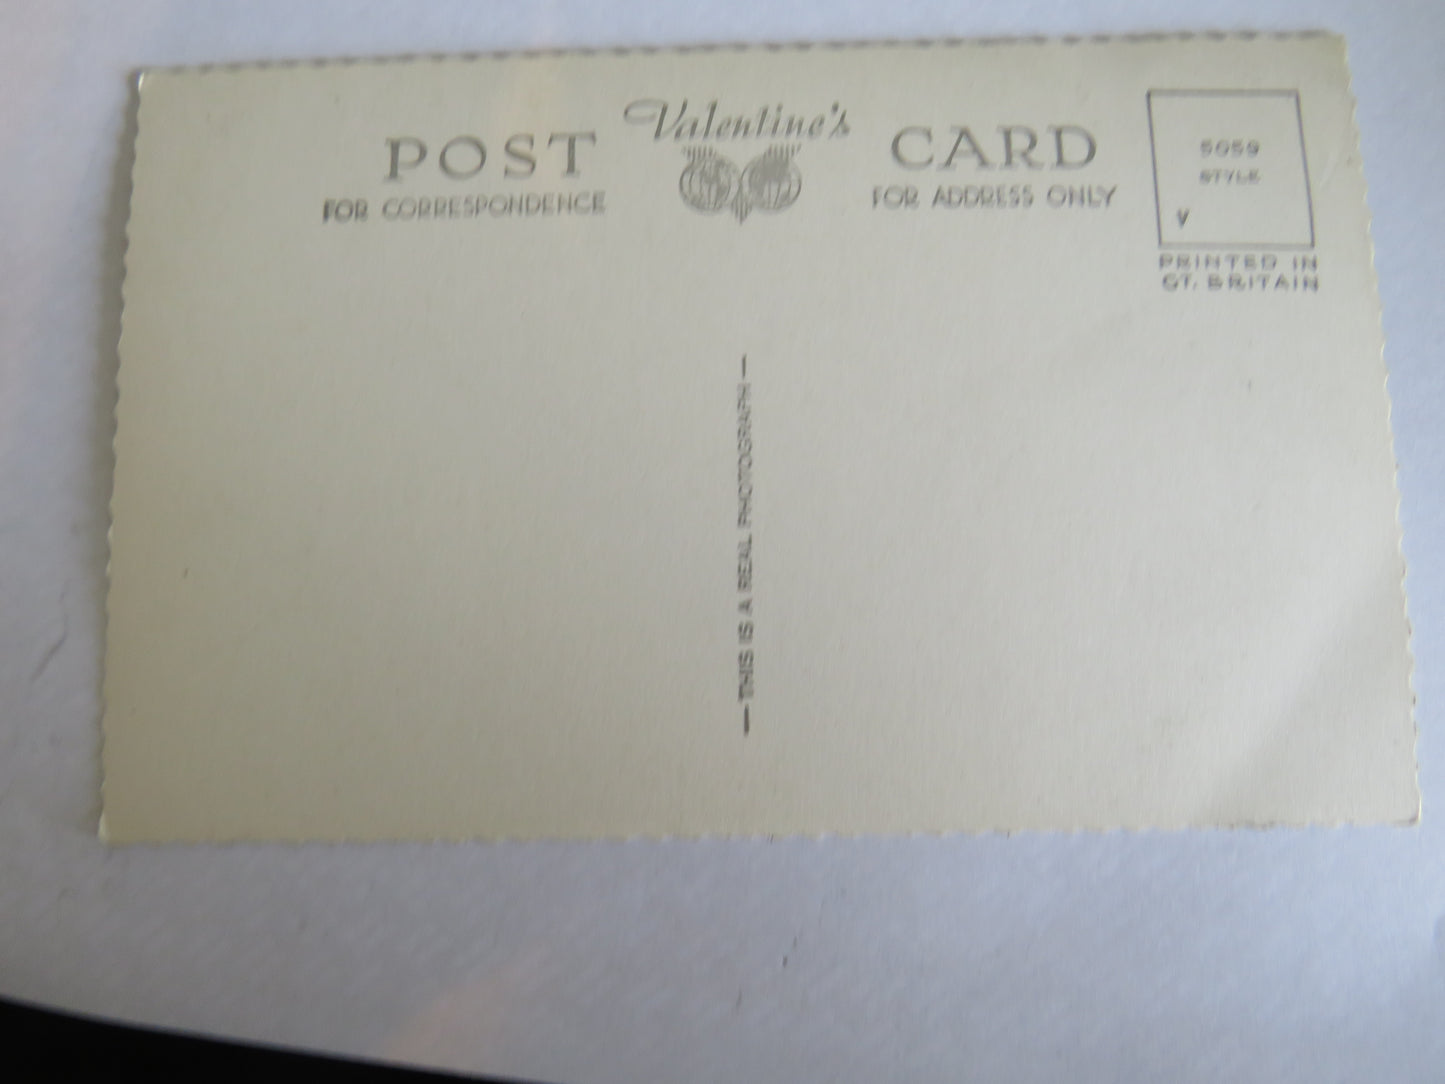 Valentine's
POST CARD
FOR CORRESPONDENCE
FOR ADDRESS ONLY
5059
STYLE
V
PRINTED IN
GT. BRITAIN
— THIS IS A REAL PHOTOGRAPH —